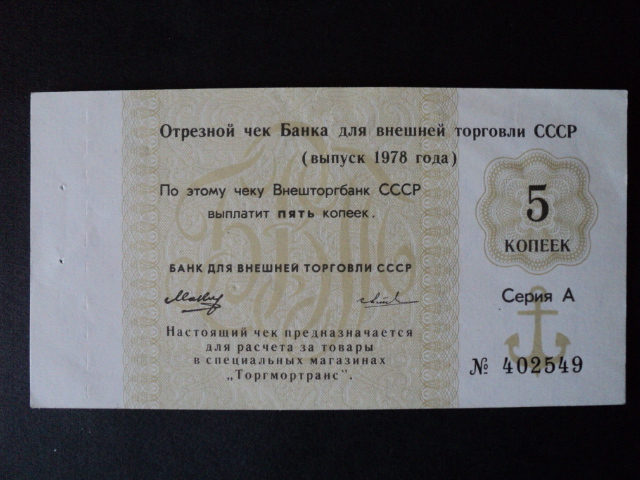 Отрезной чек Банка для внешней торговли СССР
(выпуск 1978 года)
По этому чеку Внешторгбанк СССР
выплатит пять копеек.
5
КОПЕЕК
БАНК ДЛЯ ВНЕШНЕЙ ТОРГОВЛИ СССР
Серия А
Настоящий чек предназначается
для расчета за товары
в специальных магазинах
„Торгмортранс".
№ 402549